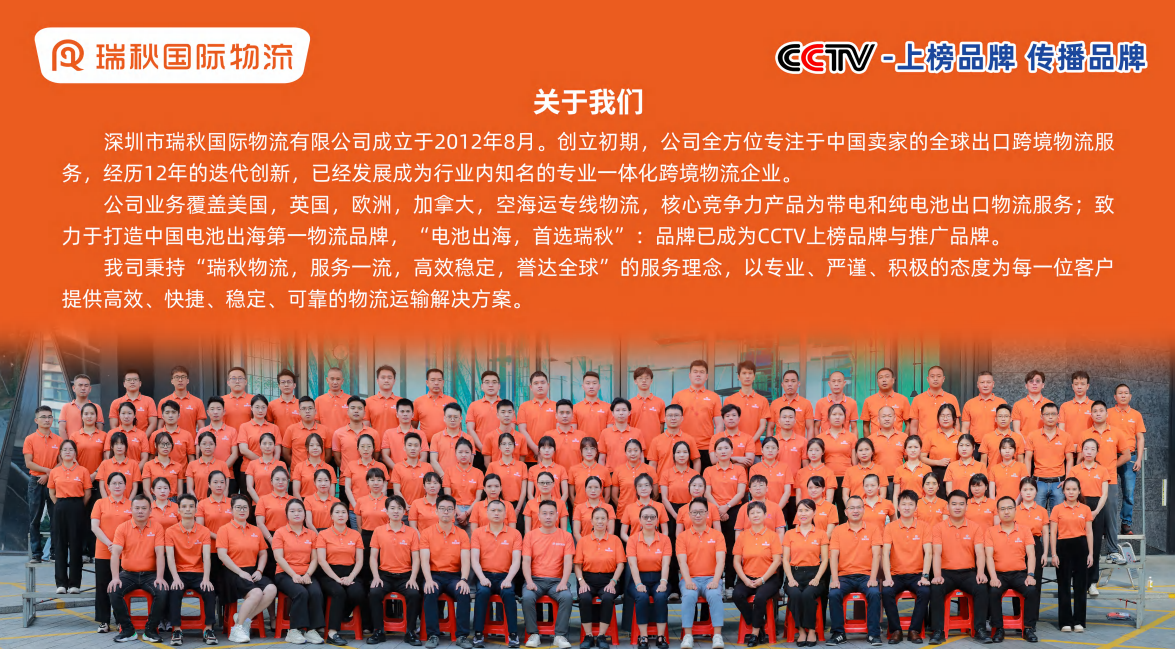 瑞秋国际物流
CCTV-上榜品牌 传播品牌
关于我们
深圳市瑞秋国际物流有限公司成立于2012年8月。创立初期，公司全方位专注于中国卖家的全球出口跨境物流服
务，经历12年的迭代创新，已经发展成为行业内知名的专业一体化跨境物流企业。
公司业务覆盖美国，英国，欧洲，加拿大，空海运专线物流，核心竞争力产品为带电和纯电池出口物流服务；致
力于打造中国电池出海第一物流品牌，“电池出海，首选瑞秋”：品牌已成为CCTV上榜品牌与推广品牌。
我司秉持“瑞秋物流，服务一流，高效稳定，誉达全球”的服务理念，以专业、严谨、积极的态度为每一位客户
提供高效、快捷、稳定、可靠的物流运输解决方案。